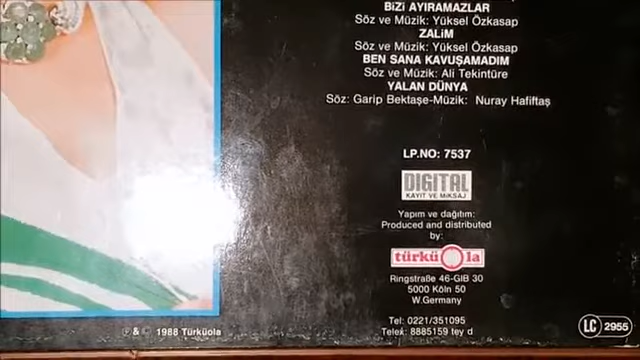 BİZİ AYIRAMAZLAR
Söz ve Müzik: Yüksel Özkasap
ZALİM
Söz ve Müzik: Yüksel Özkasap
BEN SANA KAVUŞAMADIM
Söz ve Müzik: Ali Tekintüre
YALAN DÜNYA
Söz: Garip Bektaşe-Müzik: Nuray Hafiftaş
LP.NO: 7537
DIGITAL
KAYIT VE MİKSAJ
Yapım ve dağıtım:
Produced and distributed
by:
türküola
Ringstraße 46-GIB 30
5000 Köln 50
W.Germany
Tel: 0221/351095
Telex: 8885159 tey d
℗ & © 1988 Türküola
LC 2955